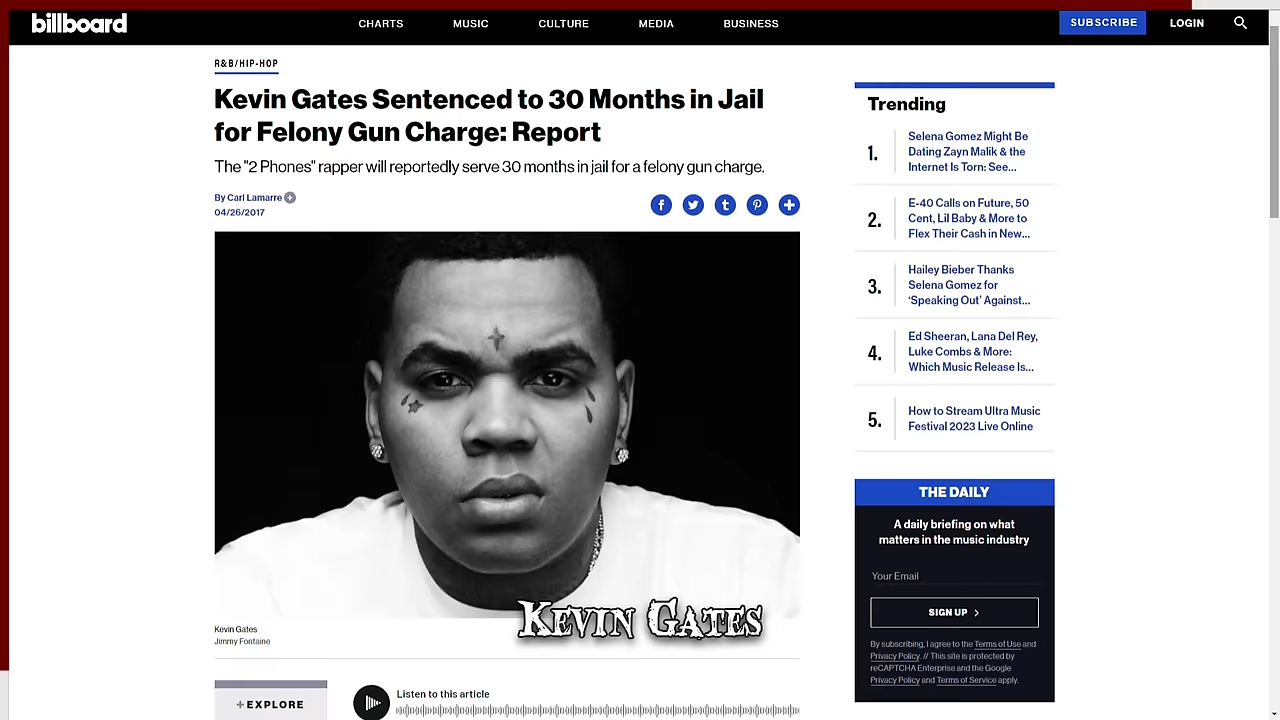 billboard
CHARTS
MUSIC
CULTURE
MEDIA
BUSINESS
SUBSCRIBE
LOGIN
R&B/HIP-HOP
Kevin Gates Sentenced to 30 Months in Jail
for Felony Gun Charge: Report
The "2 Phones" rapper will reportedly serve 30 months in jail for a felony gun charge.
By Carl Lamarre
04/26/2017
KEVIN GATES
Kevin Gates
Jimmy Fontaine
+EXPLORE
Listen to this article
Trending
1.
Selena Gomez Might Be
Dating Zayn Malik & the
Internet Is Torn: See...
2.
E-40 Calls on Future, 50
Cent, Lil Baby & More to
Flex Their Cash in New...
3.
Hailey Bieber Thanks
Selena Gomez for
‘Speaking Out’ Against...
4.
Ed Sheeran, Lana Del Rey,
Luke Combs & More:
Which Music Release Is...
5.
How to Stream Ultra Music
Festival 2023 Live Online
THE DAILY
A daily briefing on what
matters in the music industry
Your Email
SIGN UP >
By subscribing, I agree to the Terms of Use and
Privacy Policy. // This site is protected by
reCAPTCHA Enterprise and the Google
Privacy Policy and Terms of Service apply.